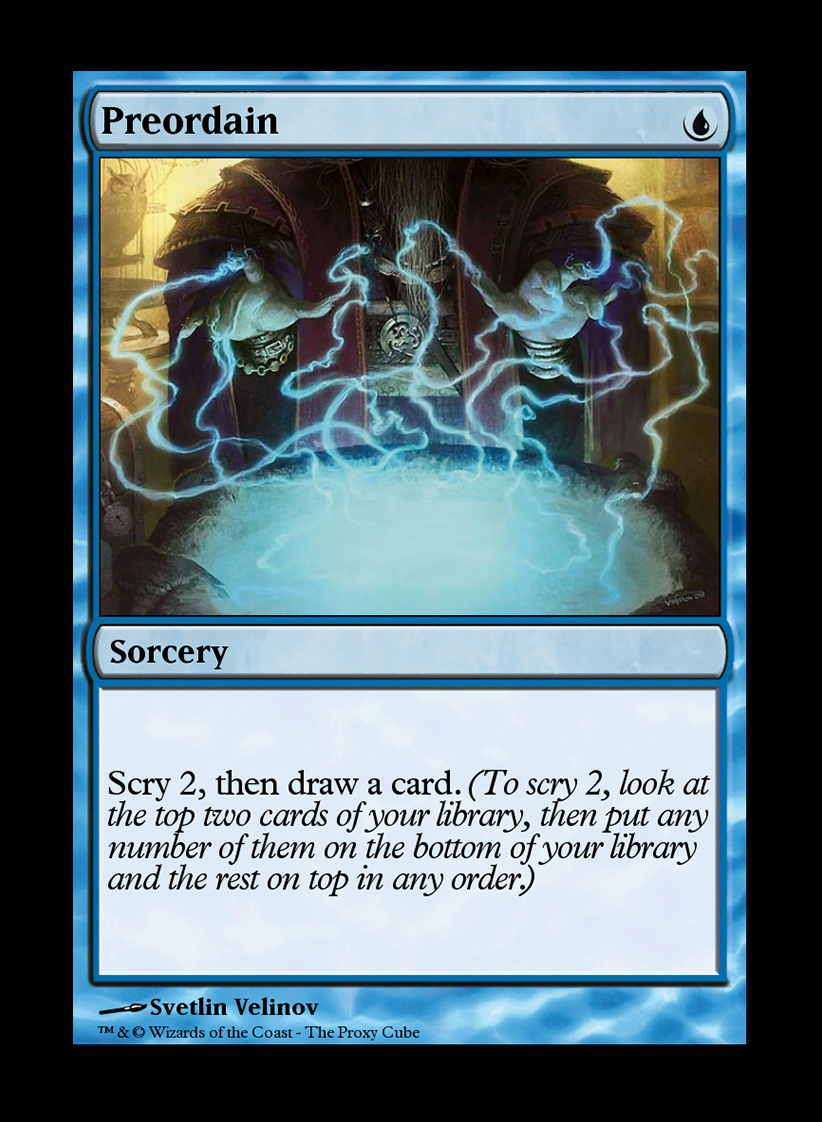 Preordain
Sorcery
Scry 2, then draw a card. (To scry 2, look at
the top two cards of your library, then put any
number of them on the bottom of your library
and the rest on top in any order.)
Svetlin Velinov
™ & © Wizards of the Coast - The Proxy Cube